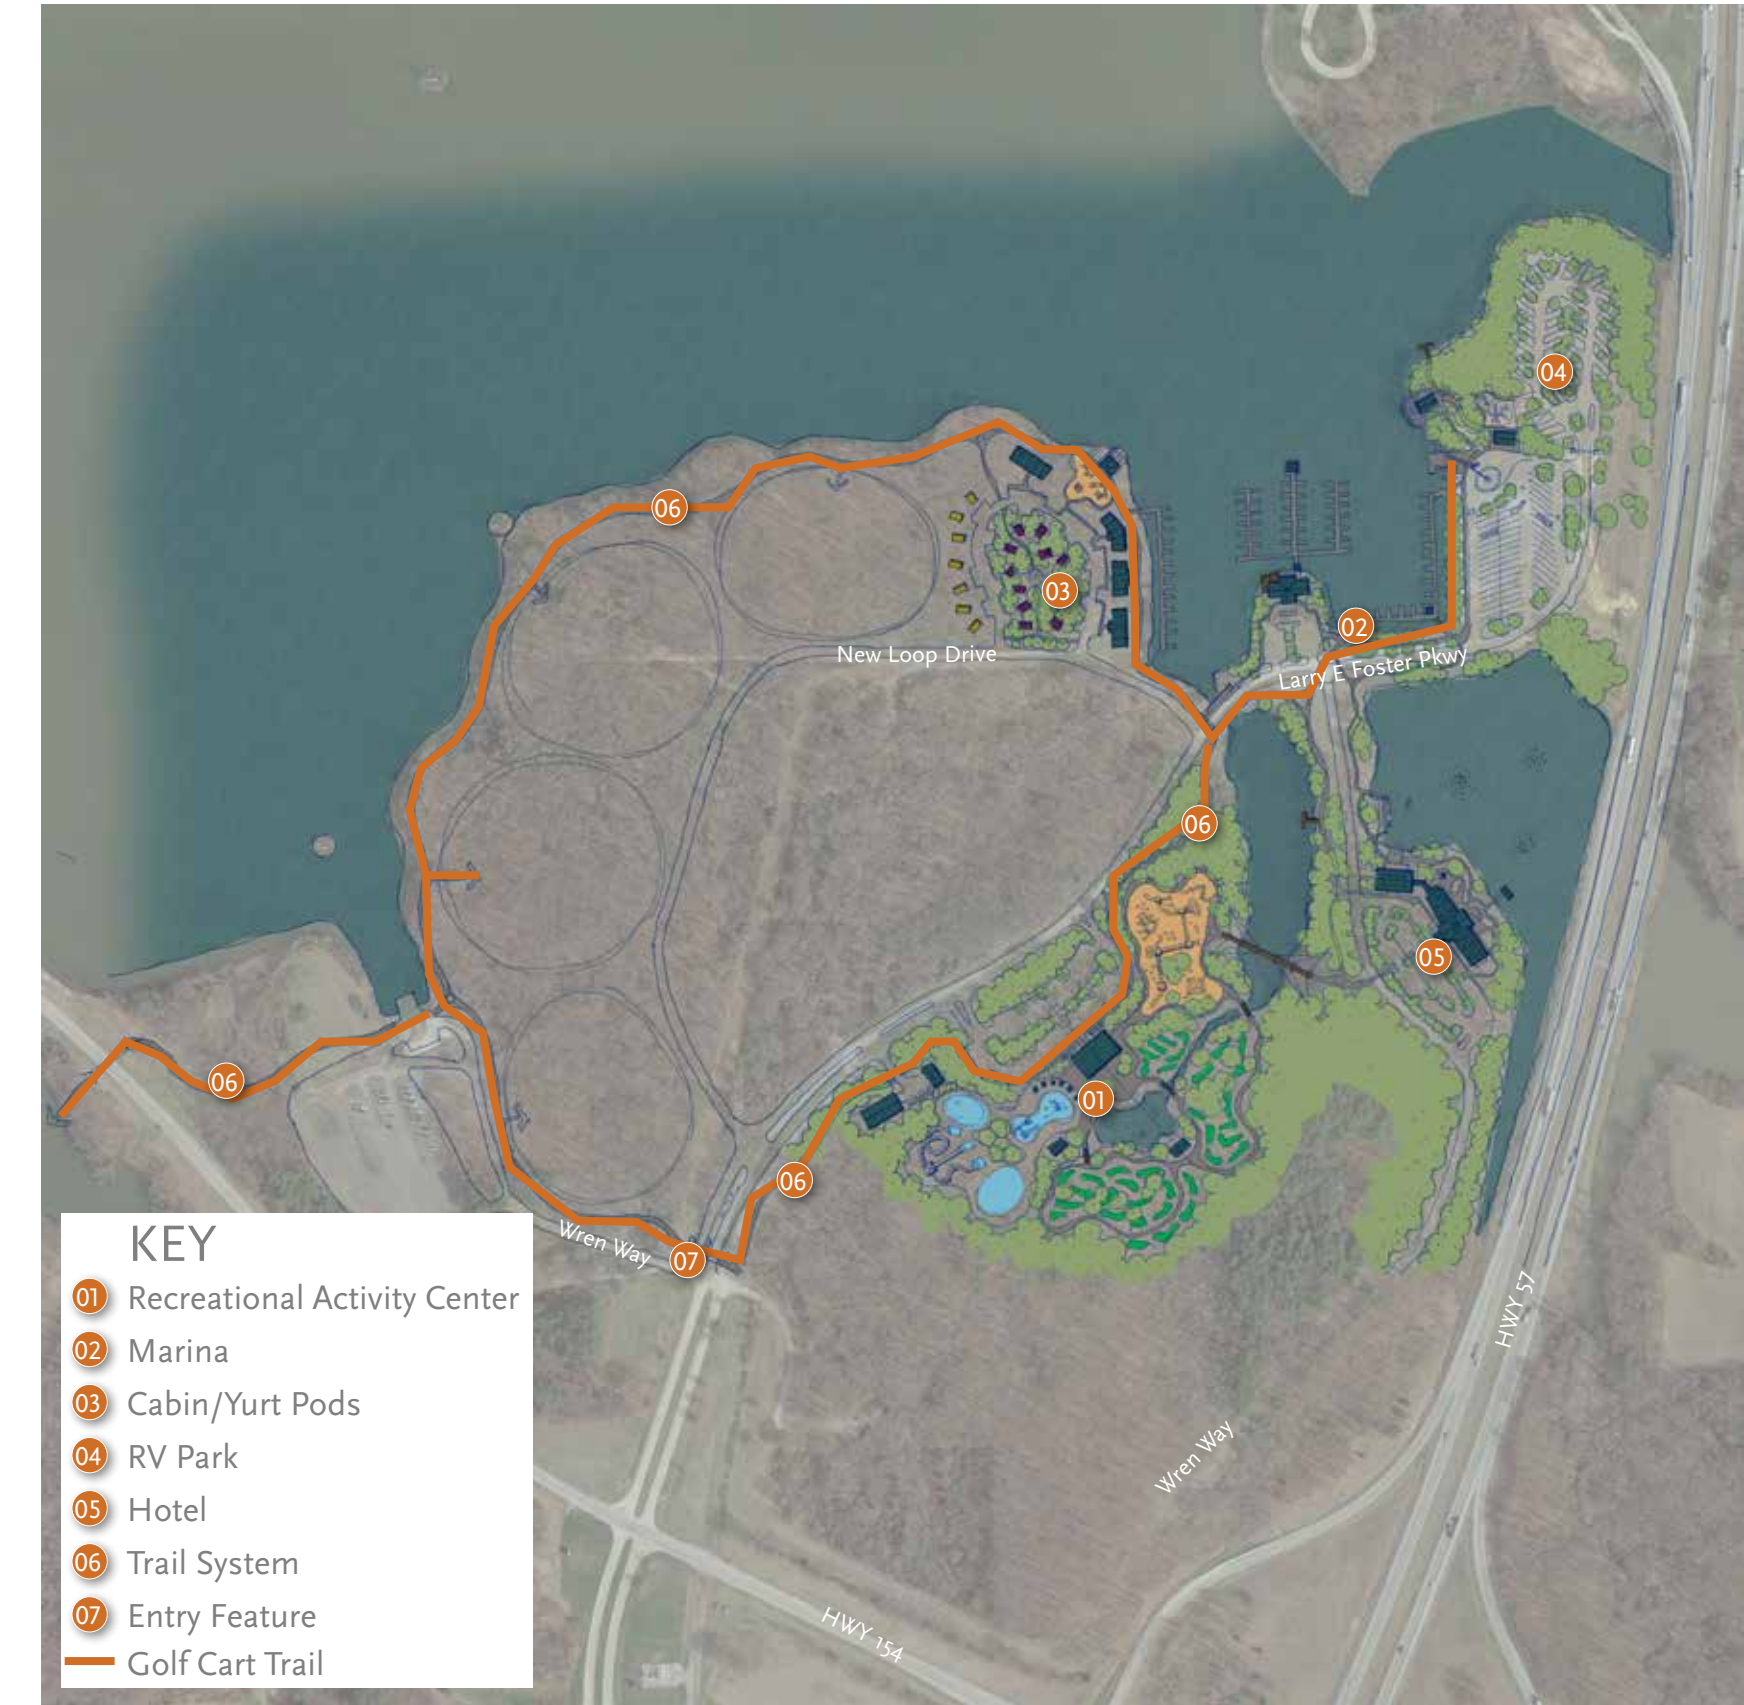 04
06
03
02
New Loop Drive
Larry E Foster Pkwy
06
05
06
01
06
Wren Way
07
HWY 57
Wren Way
HWY 154
KEY
01 Recreational Activity Center
02 Marina
03 Cabin/Yurt Pods
04 RV Park
05 Hotel
06 Trail System
07 Entry Feature
Golf Cart Trail